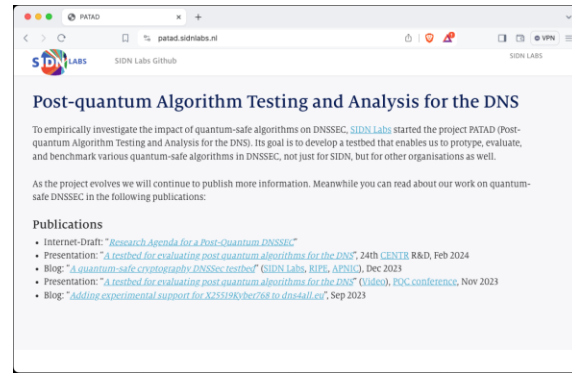 PATAD
patad.sidnlabs.nl
VPN
SIDN LABS
SIDN Labs Github
SIDN LABS
Post-quantum Algorithm Testing and Analysis for the DNS
To empirically investigate the impact of quantum-safe algorithms on DNSSEC, SIDN Labs started the project PATAD (Post-
quantum Algorithm Testing and Analysis for the DNS). Its goal is to develop a testbed that enables us to protype, evaluate,
and benchmark various quantum-safe algorithms in DNSSEC, not just for SIDN, but for other organisations as well.
As the project evolves we will continue to publish more information. Meanwhile you can read about our work on quantum-
safe DNSSEC in the following publications:
Publications
• Internet-Draft: "Research Agenda for a Post-Quantum DNSSEC"
• Presentation: "A testbed for evaluating post quantum algorithms for the DNS", 24th CENTR R&D, Feb 2024
• Blog: "A quantum-safe cryptography DNSSec testbed" (SIDN Labs, RIPE, APNIC), Dec 2023
• Presentation: "A testbed for evaluating post quantum algorithms for the DNS" (Video), PQC conference, Nov 2023
• Blog: "Adding experimental support for X25519Kyber768 to dns4all.eu", Sep 2023